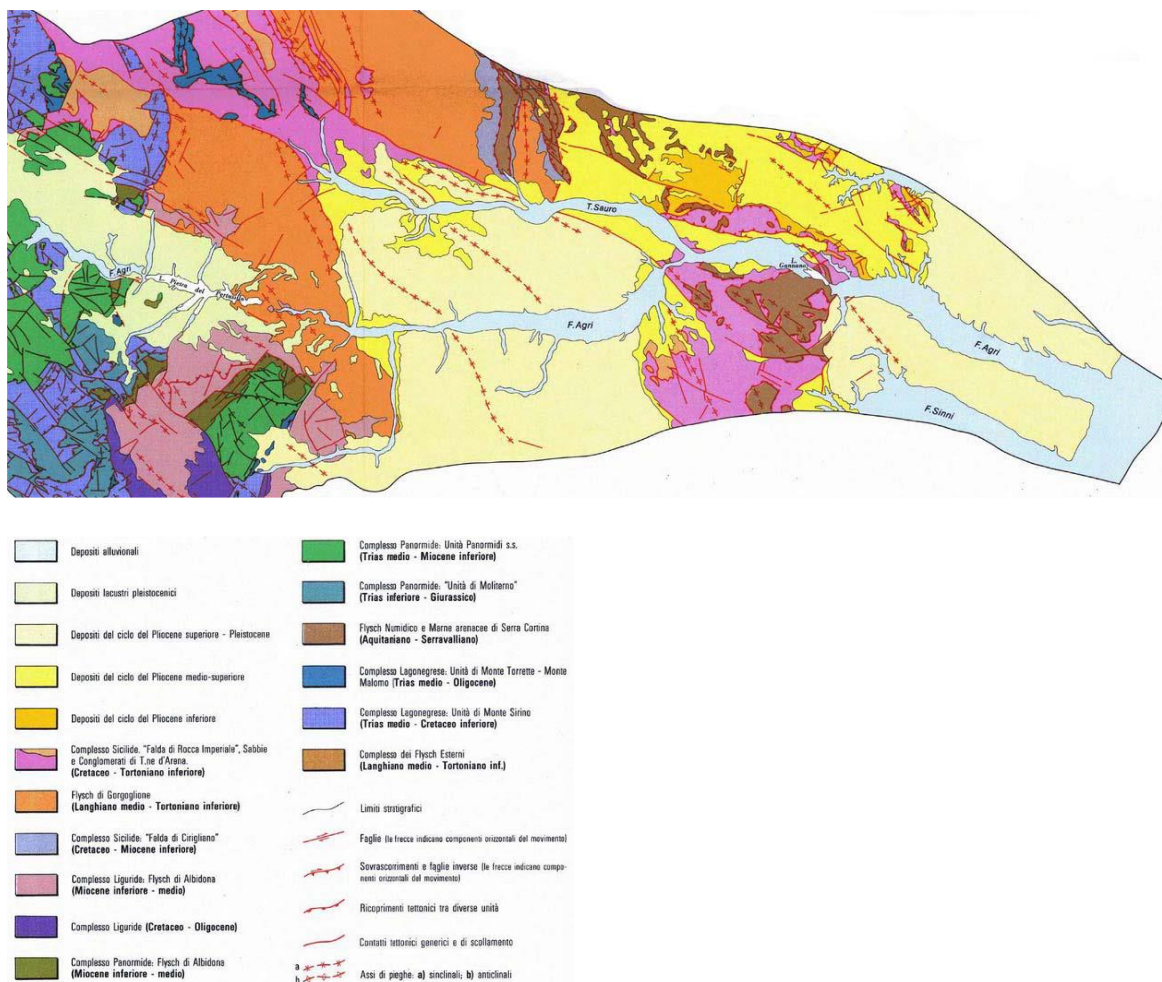 T. Sauro
L.
Gannano
F. Agri
L. Pietra del Pertusillo
F. Agri
F. Agri
F. Sinni
Depositi alluvionali
Depositi lacustri pleistocenici
Depositi del ciclo del Pliocene superiore - Pleistocene
Depositi del ciclo del Pliocene medio-superiore
Depositi del ciclo del Pliocene inferiore
Complesso Sicilide. "Falda di Rocca Imperiale", Sabbie
e Conglomerati di T.ne d'Arena.
(Cretaceo - Tortoniano inferiore)
Flysch di Gorgoglione
(Langhiano medio - Tortoniano inferiore)
Complesso Sicilide: "Falda di Cirigliano"
(Cretaceo - Miocene inferiore)
Complesso Liguride: Flysch di Albidona
(Miocene inferiore - medio)
Complesso Liguride (Cretaceo - Oligocene)
Complesso Panormide: Flysch di Albidona
(Miocene inferiore - medio)
Complesso Panormide: Unità Panormidi s.s.
(Trias medio - Miocene inferiore)
Complesso Panormide: "Unità di Moliterno"
(Trias inferiore - Giurassico)
Flysch Numidico e Marne arenacee di Serra Cortina
(Aquitaniano - Serravalliano)
Complesso Lagonegrese: Unità di Monte Torrette - Monte
Malomo (Trias medio - Oligocene)
Complesso Lagonegrese: Unità di Monte Sirino
(Trias medio - Cretaceo inferiore)
Complesso dei Flysch Esterni
(Langhiano medio - Tortoniano inf.)
Limiti stratigrafici
Faglie (le frecce indicano componenti orizzontali del movimento)
Sovrascorrimenti e faglie inverse (le frecce indicano compo-
nenti orizzontali del movimento)
Ricoprimenti tettonici tra diverse unità
Contatti tettonici generici e di scollamento
a
b
Assi di pieghe: a) sinclinali; b) anticlinali